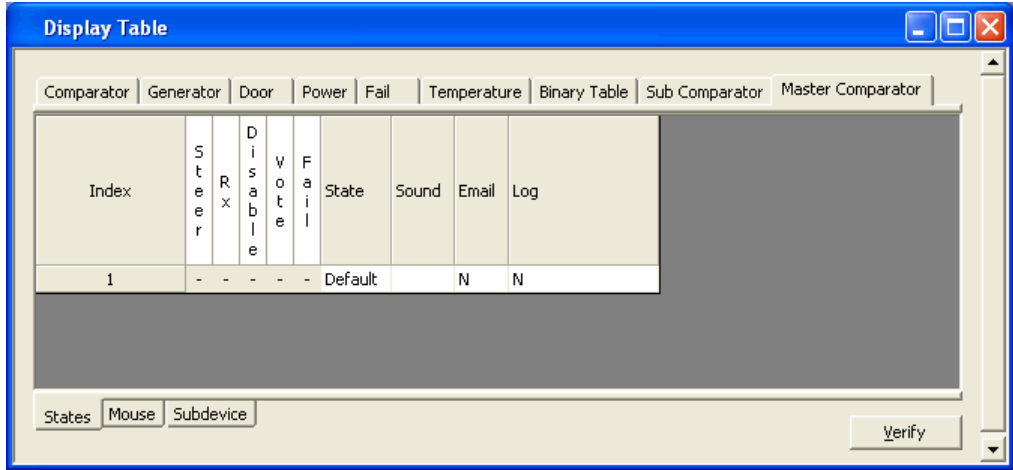 Display Table
Comparator Generator Door Power Fail Temperature Binary Table Sub Comparator Master Comparator
Index Steer Rx Disable Vote Fail State Sound Email Log
1 - - - - - Default N N
States Mouse Subdevice
Verify